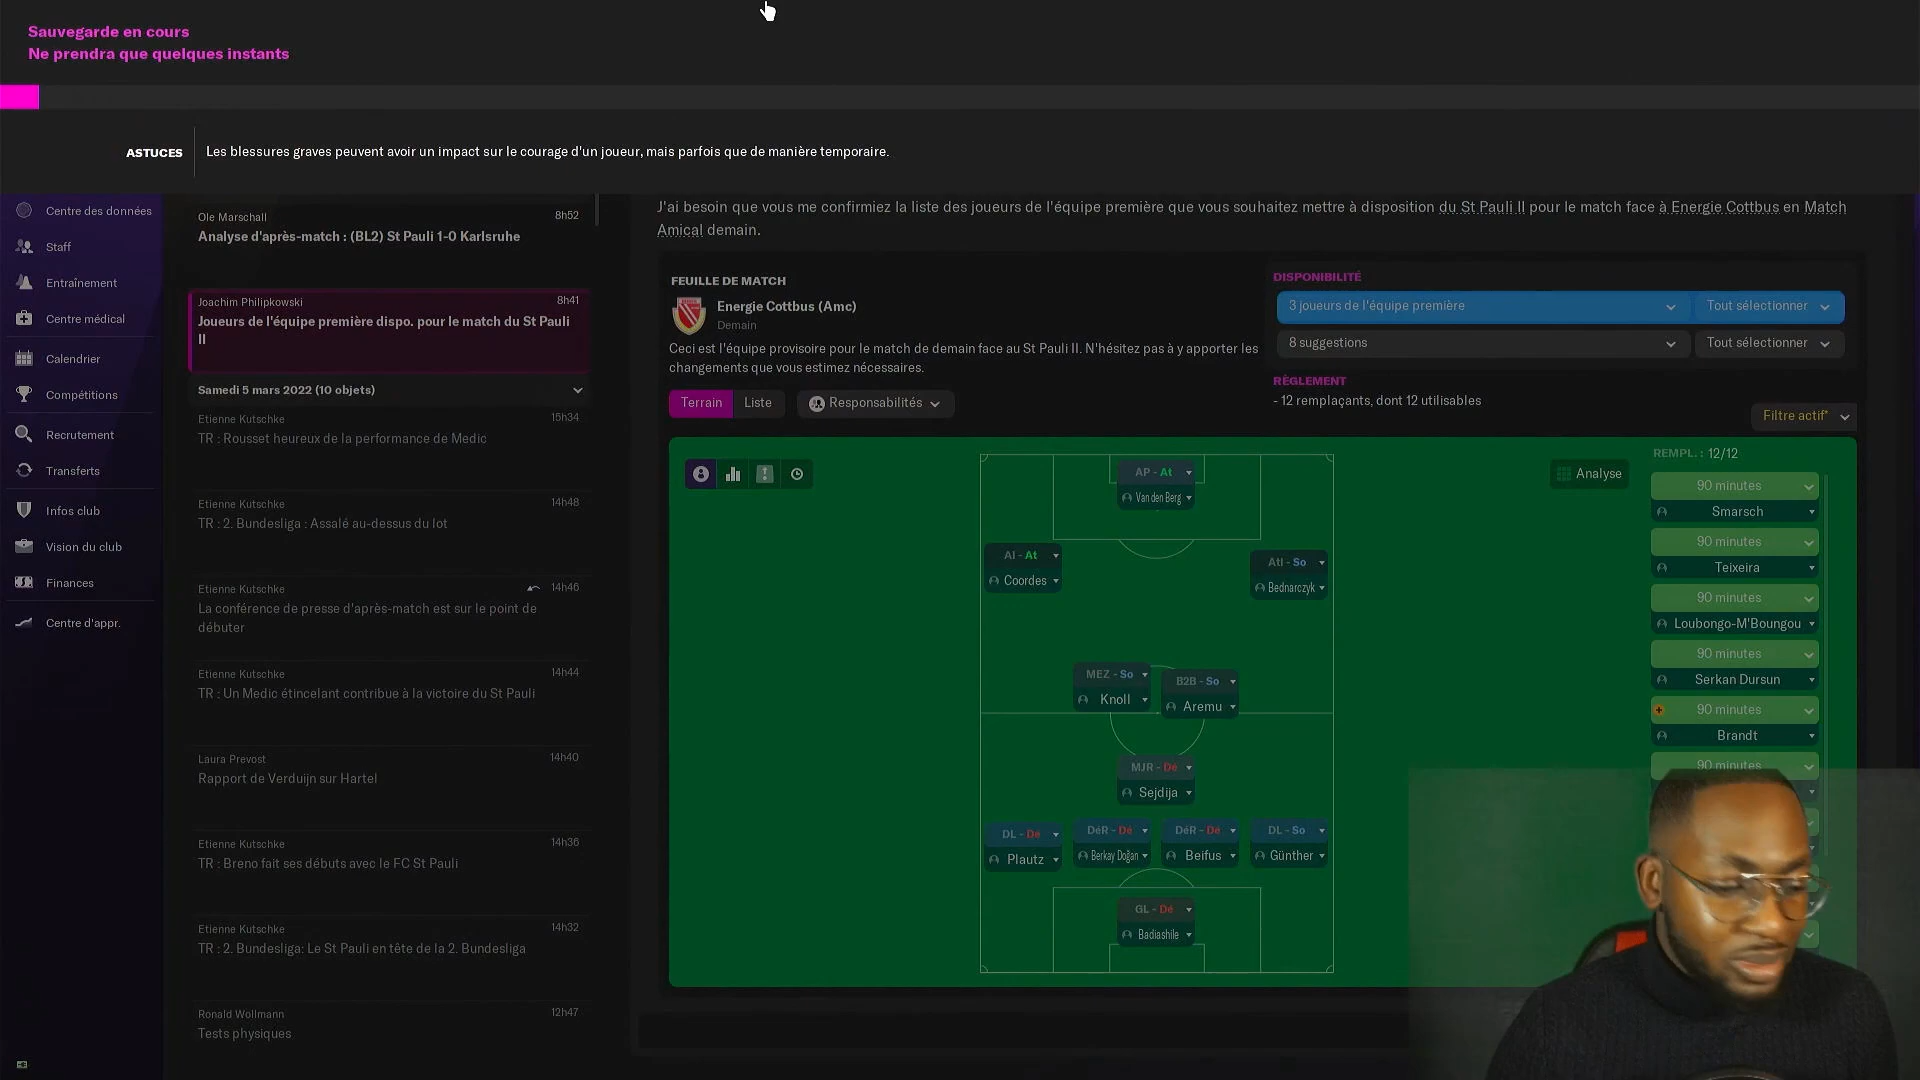 Sauvegarde en cours
Ne prendra que quelques instants
ASTUCES
Les blessures graves peuvent avoir un impact sur le courage d'un joueur, mais parfois que de manière temporaire.
Centre des données
Staff
Entraînement
Centre médical
Calendrier
Compétitions
Recrutement
Transferts
Infos club
Vision du club
Finances
Centre d'appr.
Ole Marschall
8h52
Analyse d'après-match : (BL2) St Pauli 1-0 Karlsruhe
Joachim Philipkowski
8h41
Joueurs de l'équipe première dispo. pour le match du St Pauli
II
Samedi 5 mars 2022 (10 objets)
Etienne Kutschke
15h34
TR : Rousset heureux de la performance de Medic
Etienne Kutschke
14h48
TR : 2. Bundesliga : Assalé au-dessus du lot
Etienne Kutschke
14h46
La conférence de presse d'après-match est sur le point de
débuter
Etienne Kutschke
14h44
TR : Un Medic étincelant contribue à la victoire du St Pauli
Laura Prevost
14h40
Rapport de Verduijn sur Hartel
Etienne Kutschke
14h36
TR : Breno fait ses débuts avec le FC St Pauli
Etienne Kutschke
14h32
TR : 2. Bundesliga: Le St Pauli en tête de la 2. Bundesliga
Ronald Wollmann
12h47
Tests physiques
J'ai besoin que vous me confirmiez la liste des joueurs de l'équipe première que vous souhaitez mettre à disposition du St Pauli II pour le match face à Energie Cottbus en Match
Amical demain.
FEUILLE DE MATCH
Energie Cottbus (Amc)
Demain
Ceci est l'équipe provisoire pour le match de demain face au St Pauli II. N'hésitez pas à y apporter les
changements que vous estimez nécessaires.
DISPONIBILITÉ
3 joueurs de l'équipe première
Tout sélectionner
8 suggestions
Tout sélectionner
RÈGLEMENT
- 12 remplaçants, dont 12 utilisables
Terrain
Liste
Responsabilités
Filtre actif*
Analyse
AP - At
Van den Berg
AI - At
Coordes
AtI - So
Bednarczyk
MEZ - So
Knoll
B2B - So
Aremu
MJR - Dé
Sejdija
DL - Dé
Plautz
DéR - Dé
Berkay Doğan
DéR - Dé
Beifus
DL - So
Günther
GL - Dé
Badiashile
REMPL. : 12/12
90 minutes
Smarsch
90 minutes
Teixeira
90 minutes
Loubongo-M'Boungou
90 minutes
Serkan Dursun
90 minutes
Brandt
90 minutes